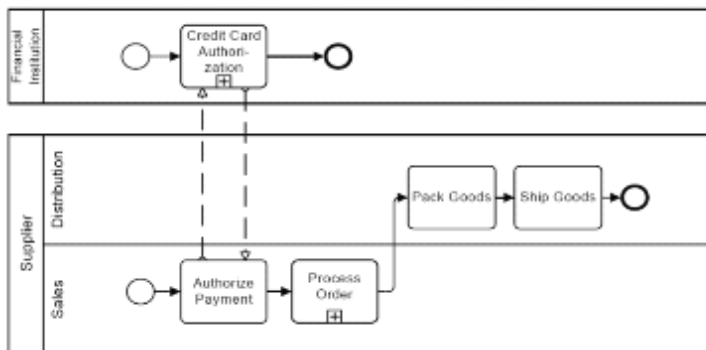 Financial
Institution
Credit Card
Authori-
zation
Supplier
Distribution
Pack Goods
Ship Goods
Sales
Authorize
Payment
Process
Order